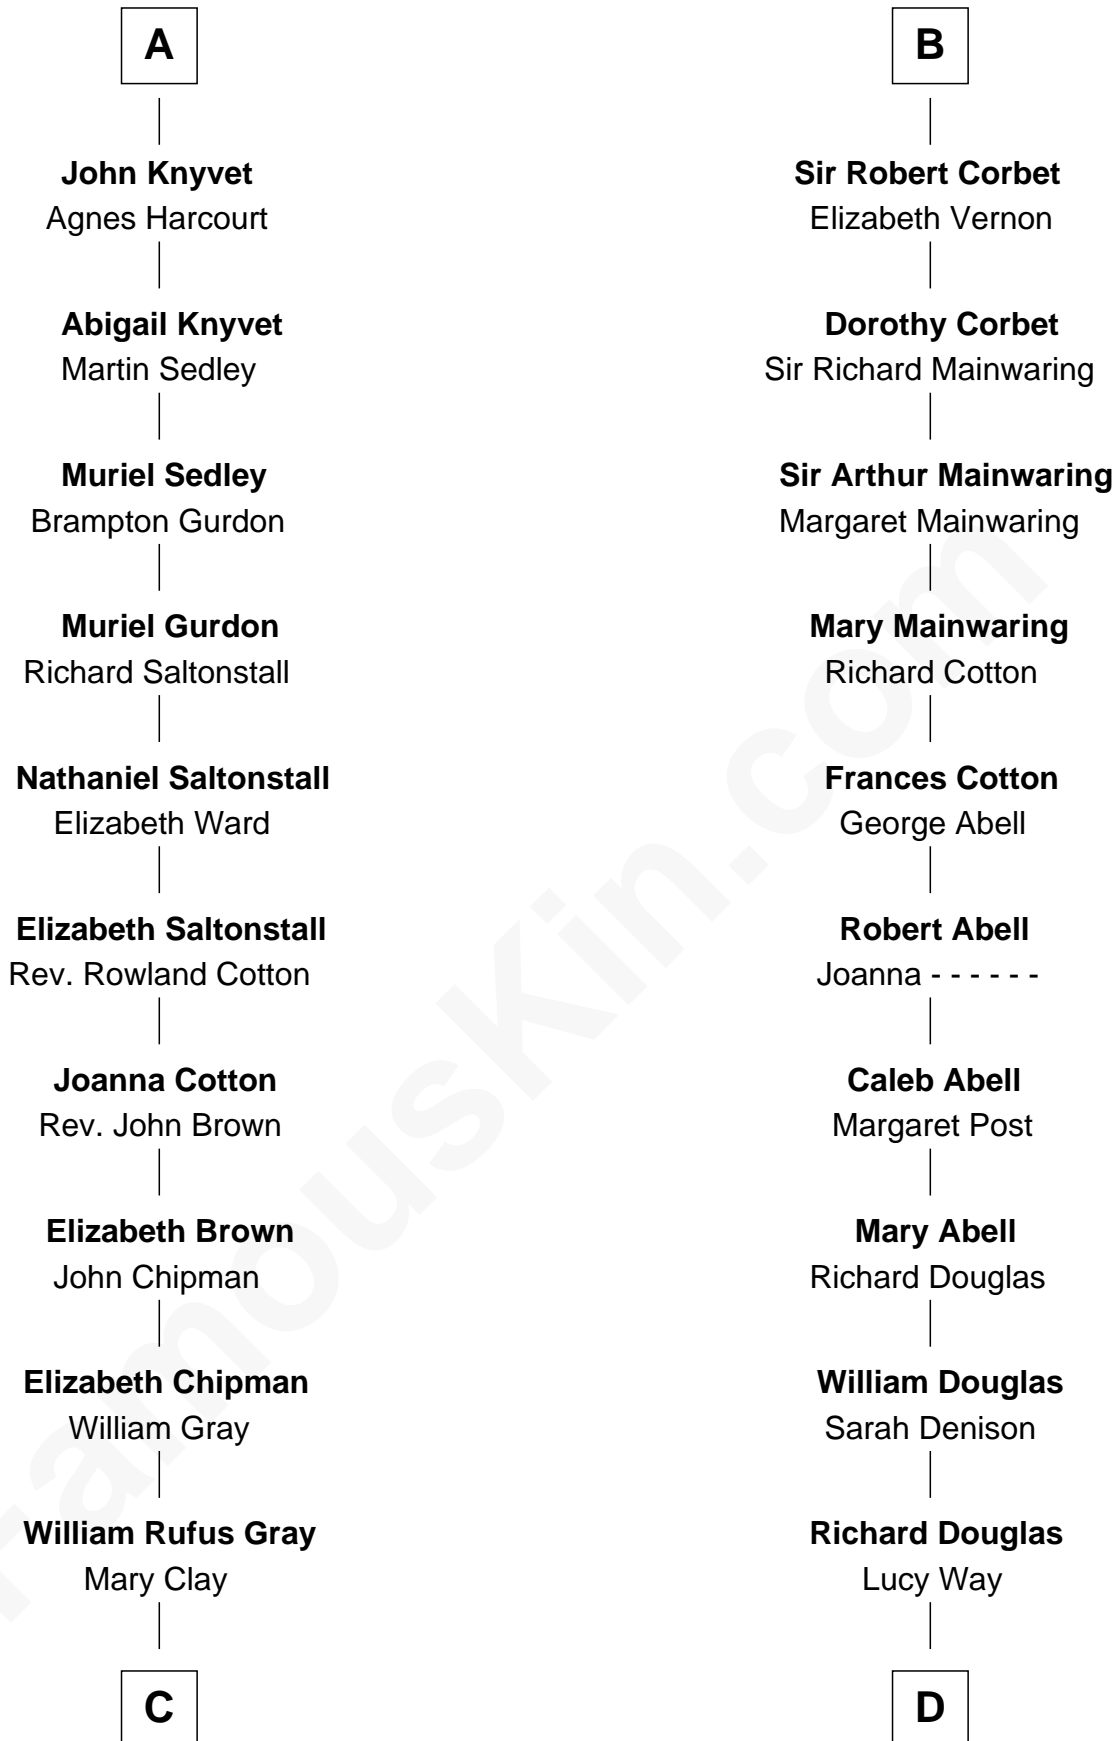 A
John Knyvet
Agnes Harcourt
Abigail Knyvet
Martin Sedley
Muriel Sedley
Brampton Gurdon
Muriel Gurdon
Richard Saltonstall
Nathaniel Saltonstall
Elizabeth Ward
Elizabeth Saltonstall
Rev. Rowland Cotton
Joanna Cotton
Rev. John Brown
Elizabeth Brown
John Chipman
Elizabeth Chipman
William Gray
William Rufus Gray
Mary Clay
C
B
Sir Robert Corbet
Elizabeth Vernon
Dorothy Corbet
Sir Richard Mainwaring
Sir Arthur Mainwaring
Margaret Mainwaring
Mary Mainwaring
Richard Cotton
Frances Cotton
George Abell
Robert Abell
Joanna - - - - - -
Caleb Abell
Margaret Post
Mary Abell
Richard Douglas
William Douglas
Sarah Denison
Richard Douglas
Lucy Way
D
FamousKin.com